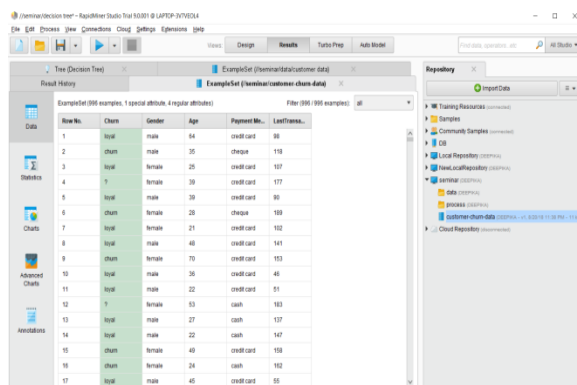 //seminar/decision tree* – RapidMiner Studio Trial 9.0.001 @ LAPTOP-3V7VEOL4
File Edit Process View Connections Cloud Settings Extensions Help
Views: Design Results Turbo Prep Auto Model Find data, operators, etc All Studio
Tree (Decision Tree) ExampleSet (//seminar/data/customer data) Repository
Result History ExampleSet (//seminar/customer-churn-data)
Import Data
ExampleSet (996 examples, 1 special attribute, 4 regular attributes) Filter (996 / 996 examples): all
Row No. Churn Gender Age Payment Me... LastTransa...
1 loyal male 64 credit card 98
2 churn male 35 cheque 118
3 loyal female 25 credit card 107
4 ? male 39 credit card 177
5 loyal male 39 credit card 90
6 churn female 28 cheque 189
7 loyal female 21 credit card 102
8 loyal male 48 credit card 141
9 churn female 70 credit card 153
10 loyal male 36 credit card 46
11 loyal male 22 credit card 51
12 ? female 53 cash 183
13 loyal male 27 cash 137
14 loyal male 22 cash 147
15 churn female 49 credit card 158
16 churn female 24 cash 162
17 loyal male 45 credit card 55
Data
Statistics
Charts
Advanced Charts
Annotations
Training Resources (connected)
Samples
Community Samples (connected)
DB
Local Repository (DEEPIKA)
NewLocalRepository (DEEPIKA)
seminar (DEEPIKA)
data (DEEPIKA)
process (DEEPIKA)
customer-churn-data
Cloud Repository (disconnected)